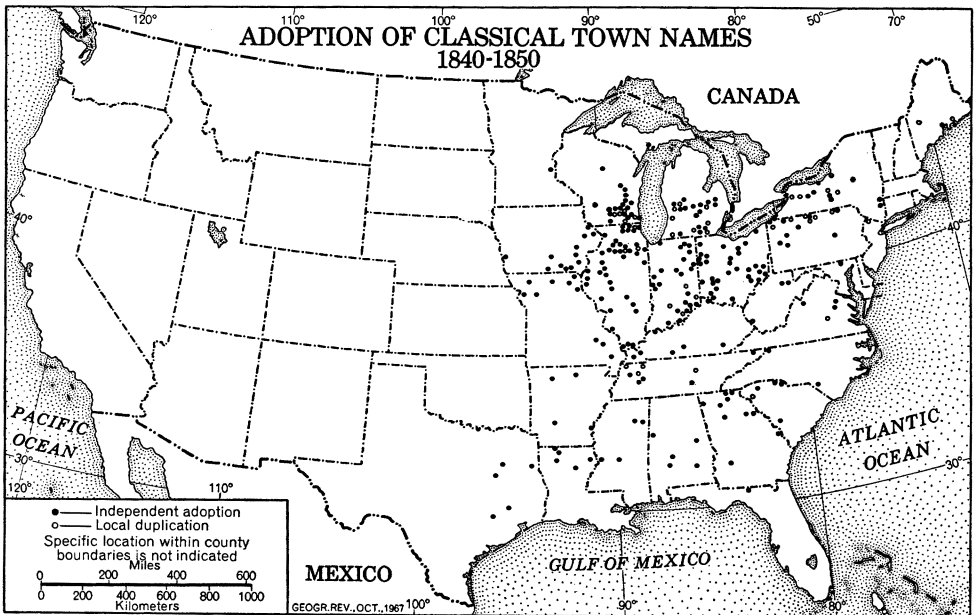 120°
110°
100°
90°
80°
50°
70°
ADOPTION OF CLASSICAL TOWN NAMES
1840-1850
CANADA
40°
40°
PACIFIC
OCEAN
ATLANTIC
OCEAN
30°
30°
120°
110°
Independent adoption
Local duplication
Specific location within county
boundaries is not indicated
Miles
0 200 400 600
0 200 400 600 800 1000
Kilometers
MEXICO
GULF OF MEXICO
GEOGR.REV.,OCT.,1967
100°
90°
80°